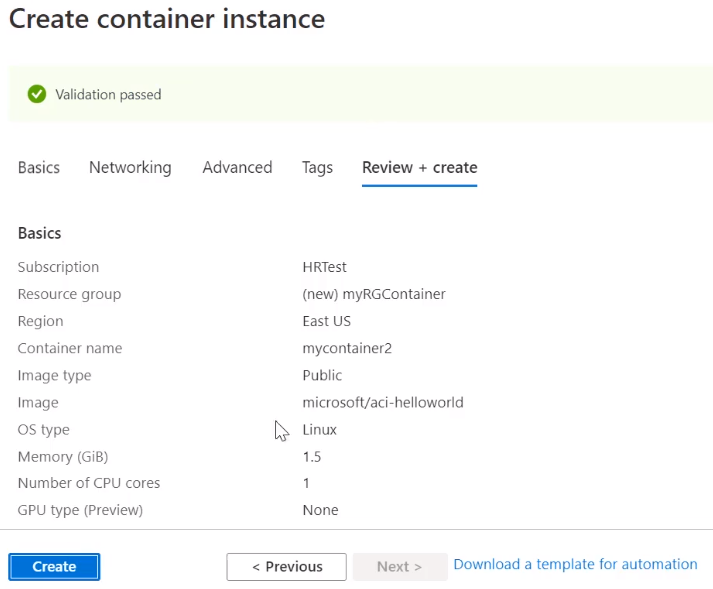 Create container instance
Validation passed
Basics Networking Advanced Tags Review + create
Basics
Subscription HRTest
Resource group (new) myRGContainer
Region East US
Container name mycontainer2
Image type Public
Image microsoft/aci-helloworld
OS type Linux
Memory (GiB) 1.5
Number of CPU cores 1
GPU type (Preview) None
Create < Previous Next > Download a template for automation